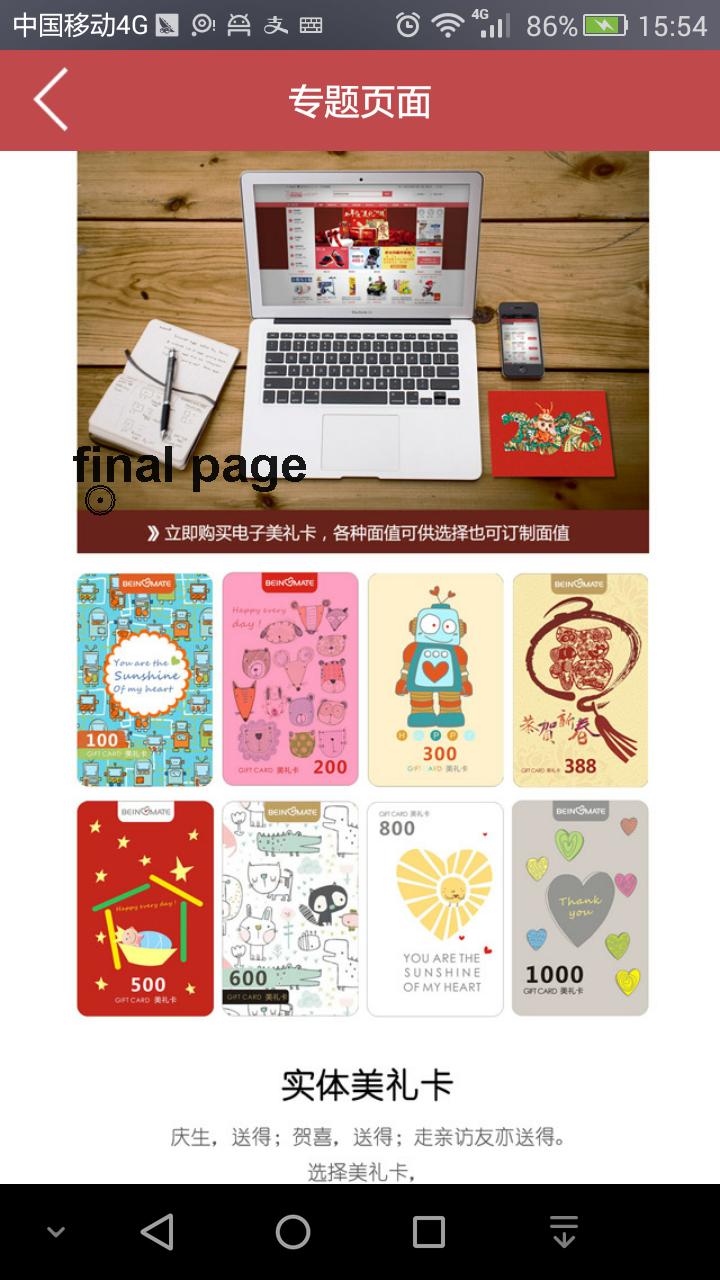 中国移动4G
4G
86%
15:54
专题页面
final page
立即购买电子美礼卡，各种面值可供选择也可订制面值
BEINGMATE
You are the
Sunshine
Of my heart
100
GIFT CARD 美礼卡
BEINGMATE
Happy every
day !
GIFT CARD 美礼卡 200
HAPPY
300
GIFT CARD 美礼卡
BEINGMATE
恭贺新春
GIFT CARD 美礼卡 388
BEINGMATE
Happy every day !
500
GIFT CARD 美礼卡
BEINGMATE
600
GIFT CARD 美礼卡
GIFT CARD 美礼卡
800
YOU ARE THE
SUNSHINE
OF MY HEART
BEINGMATE
Thank
you
1000
GIFT CARD 美礼卡
实体美礼卡
庆生，送得；贺喜，送得；走亲访友亦送得。
选择美礼卡，